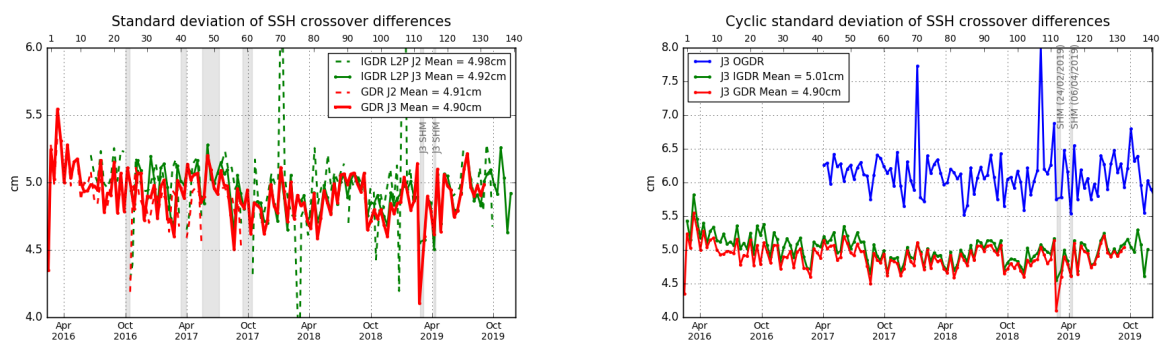 Standard deviation of SSH crossover differences
1 10 20 30 40 50 60 70 80 90 100 110 120 130 140
6.0
5.5
5.0
4.5
4.0
cm
IGDR L2P J2 Mean = 4.98cm
IGDR L2P J3 Mean = 4.92cm
GDR J2 Mean = 4.91cm
GDR J3 Mean = 4.90cm
J3 SHM
J3 SHM
Apr Oct Apr Oct Apr Oct Apr Oct
2016 2016 2017 2017 2018 2018 2019 2019
Cyclic standard deviation of SSH crossover differences
1 10 20 30 40 50 60 70 80 90 100 110 120 130 140
8.0
7.5
7.0
6.5
6.0
5.5
5.0
4.5
4.0
cm
J3 OGDR
J3 IGDR Mean = 5.01cm
J3 GDR Mean = 4.90cm
SHM (24/02/2019)
SHM (06/04/2019)
Apr Oct Apr Oct Apr Oct Apr Oct
2016 2016 2017 2017 2018 2018 2019 2019